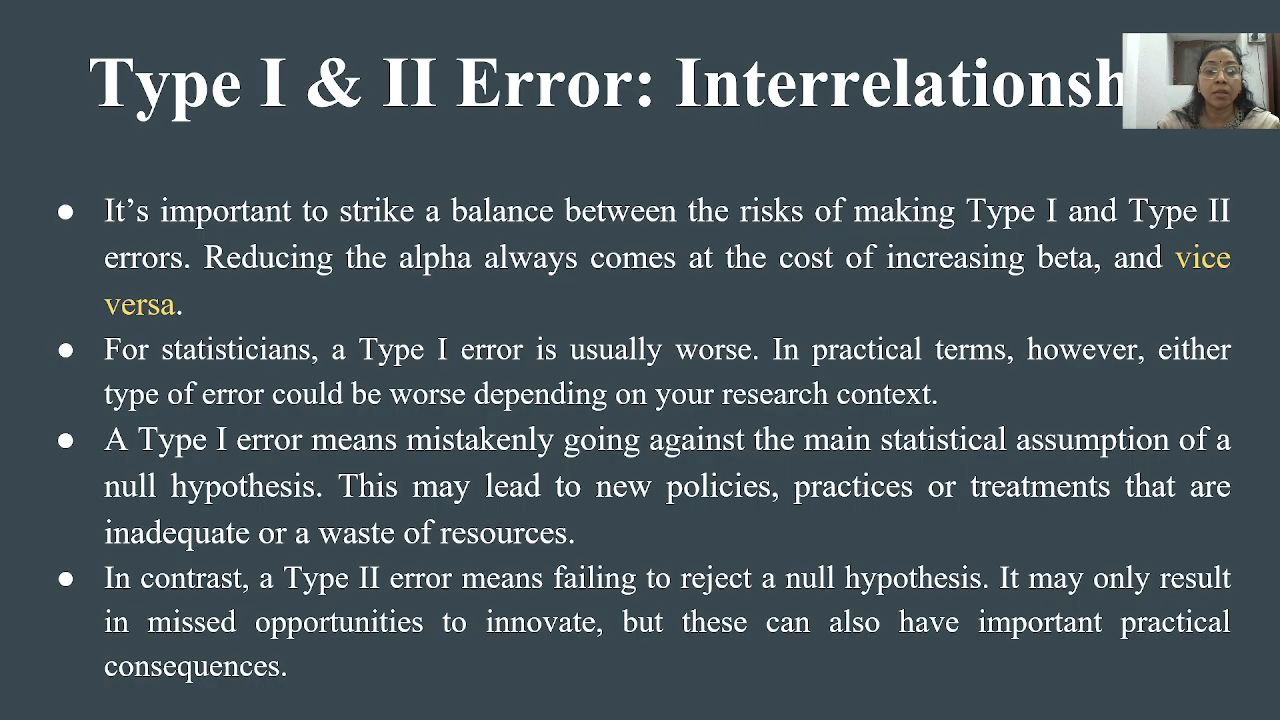 Type I & II Error: Interrelationsh
● It’s important to strike a balance between the risks of making Type I and Type II
errors. Reducing the alpha always comes at the cost of increasing beta, and vice
versa.
● For statisticians, a Type I error is usually worse. In practical terms, however, either
type of error could be worse depending on your research context.
● A Type I error means mistakenly going against the main statistical assumption of a
null hypothesis. This may lead to new policies, practices or treatments that are
inadequate or a waste of resources.
● In contrast, a Type II error means failing to reject a null hypothesis. It may only result
in missed opportunities to innovate, but these can also have important practical
consequences.